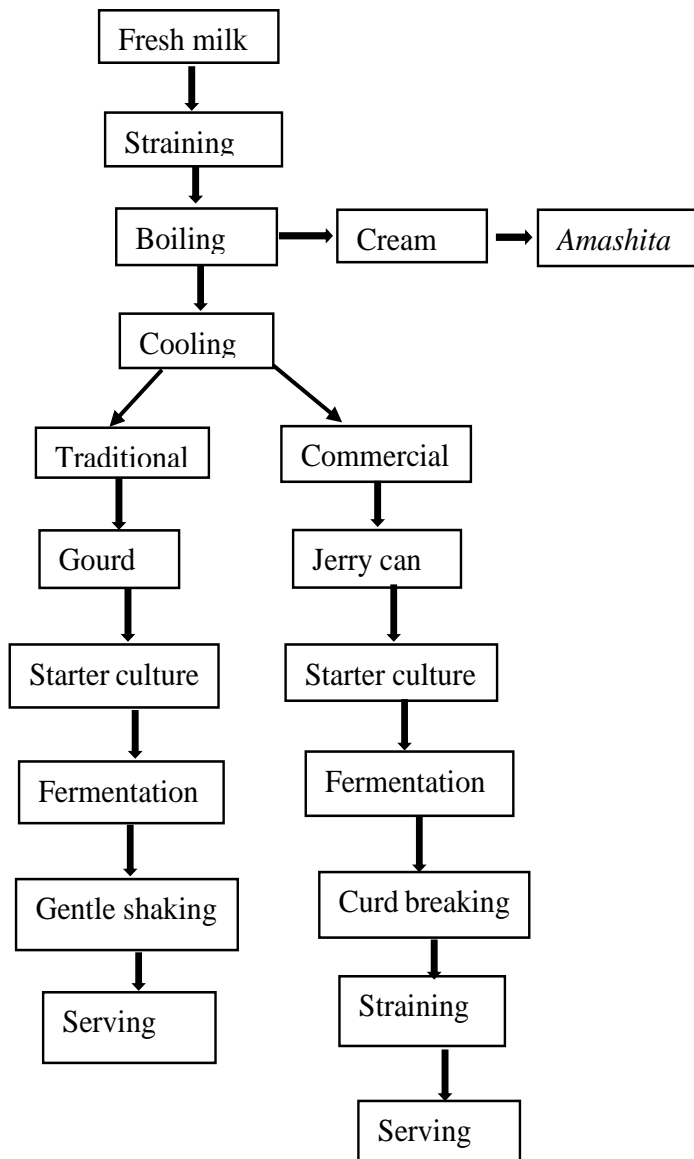 Fresh milk
Straining
Boiling
Cream
Amashita
Cooling
Traditional
Commercial
Gourd
Jerry can
Starter culture
Starter culture
Fermentation
Fermentation
Gentle shaking
Curd breaking
Serving
Straining
Serving